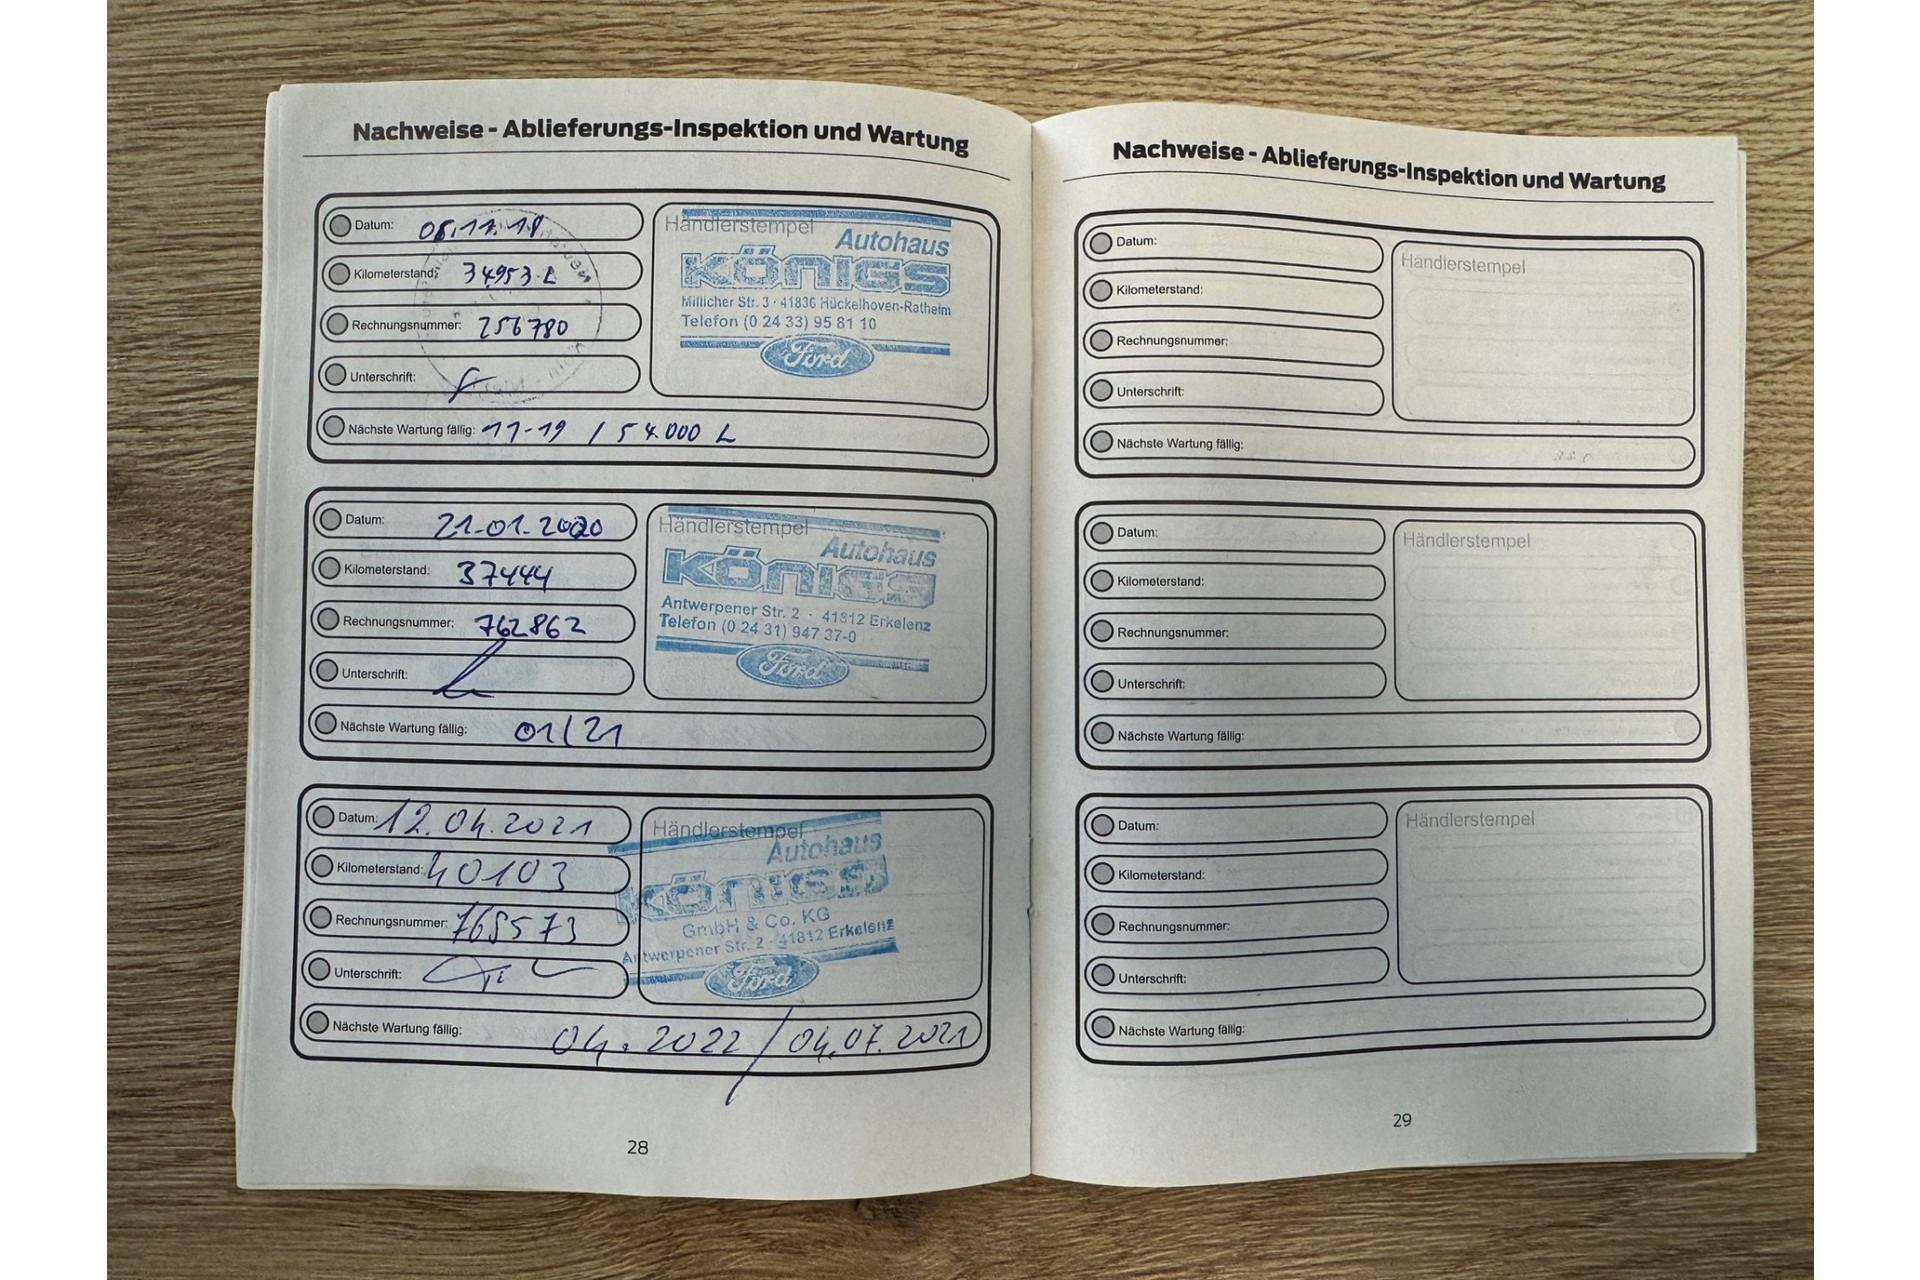 Nachweise - Ablieferungs-Inspektion und Wartung
Datum: 05.11.18
Kilometerstand: 34953 L
Rechnungsnummer: 256780
Unterschrift:
Nächste Wartung fällig: 11-19 / 54.000 L
Händlerstempel
Autohaus
KÖNIGS
Millicher Str. 3 · 41836 Hückelhoven-Ratheim
Telefon (0 24 33) 95 81 10
Ford
Datum: 21.01.2020
Kilometerstand: 37444
Rechnungsnummer: 762862
Unterschrift:
Nächste Wartung fällig: 01/21
Händlerstempel
Autohaus
KÖNIGS
Antwerpener Str. 2 · 41812 Erkelenz
Telefon (0 24 31) 947 37-0
Ford
Datum: 12.04.2021
Kilometerstand: 40103
Rechnungsnummer: 768573
Unterschrift:
Nächste Wartung fällig: 04.2022 / 04.07.2021
Händlerstempel
Autohaus
KÖNIGS
GmbH & Co. KG
Antwerpener Str. 2 · 41812 Erkelenz
Ford
28
Nachweise - Ablieferungs-Inspektion und Wartung
Datum:
Kilometerstand:
Rechnungsnummer:
Unterschrift:
Nächste Wartung fällig:
Händlerstempel
Datum:
Kilometerstand:
Rechnungsnummer:
Unterschrift:
Nächste Wartung fällig:
Händlerstempel
Datum:
Kilometerstand:
Rechnungsnummer:
Unterschrift:
Nächste Wartung fällig:
Händlerstempel
29